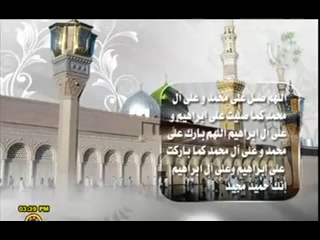 اللهم صل على محمد و على آل
محمد كما صليت على ابراهيم و
على آل ابراهيم اللهم بارك على
محمد و على آل محمد كما باركت
على ابراهيم وعلى آل ابراهيم
إنك حميد مجيد
03:39 PM